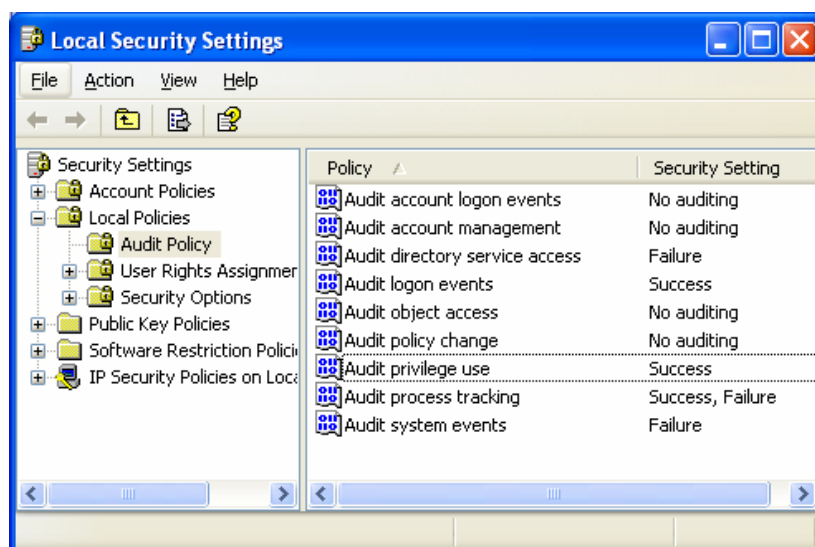 Local Security Settings
File Action View Help
Security Settings
Account Policies
Local Policies
Audit Policy
User Rights Assignmen
Security Options
Public Key Policies
Software Restriction Polici
IP Security Policies on Loca
Policy Security Setting
Audit account logon events No auditing
Audit account management No auditing
Audit directory service access Failure
Audit logon events Success
Audit object access No auditing
Audit policy change No auditing
Audit privilege use Success
Audit process tracking Success, Failure
Audit system events Failure